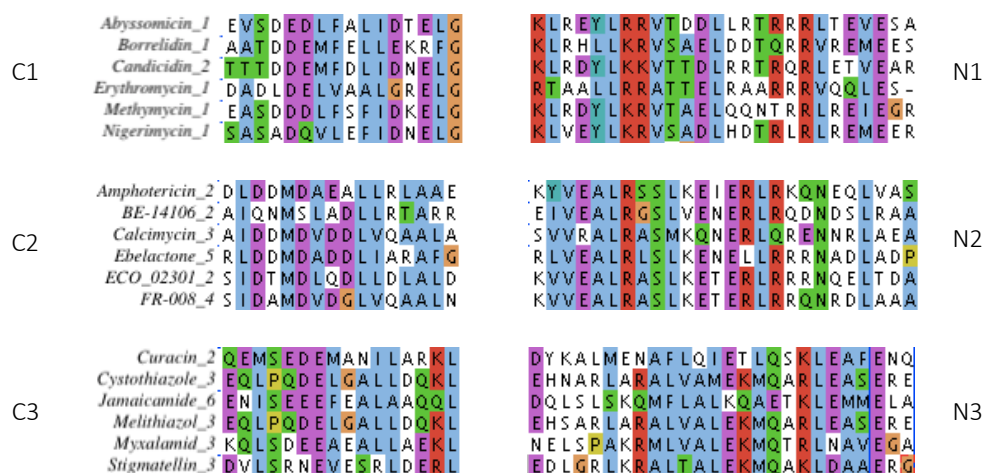 Abyssomicin_1 EVSDEDLFALIDTELG KLREYLRRVTDDLLRTRRRLTEVESA
Borrelidin_1 AATDDEMFELLEKRFG KLRHLLKRVSAELDDTQRRVREMEES
C1 Candicidin_2 TTTDDEMFDLIDNELG KLRDYLKKVTTDLRRTRQRLETVEAR N1
Erythromycin_1 DADLDELVAALGRELG RTAALLRRATTELRAARRRVQQLES-
Methymycin_1 EASDDDLFSFIDKELG KLRDYLKRVTAELQQNTRRLREIEGR
Nigerimycin_1 SASADQVLEFIDNELG KLVEYLKRVSADLHDTRLRLREMEER
Amphotericin_2 DLDDMDAEALLRLAAE KYVEALRSSLKEIERLRKQNEQLVAS
BE-14106_2 AIQNMSLADLLRTARR EIVEALRGSLVENERLRQDNDSLRAA
C2 Calcimycin_3 AIDDMDVDDLVQAALA SVVRALRASMKQNERLQRENNRLAEA N2
Ebelactone_5 RLDDMDADDLIARAFG RLVEALRLSLKENELLRRRNADLADP
ECO_02301_2 SIDTMDLQDLLDLALD KVVEALRASLKETERLRRQNQELTDA
FR-008_4 SIDAMDVDGLVQAALN KVVEALRASLKETERLRRQNRDLAAA
Curacin_2 QEMSEDEMANILARKL DYKALMENAFLQIETLQSKLEAFENQ
Cystothiazole_3 EQLPQDELGALLDQKL EHNARLARALVAMEKMQARLEASERE
C3 Jamaicamide_6 ENISEEEFEALAAQQL DQLSLSKQMFLALKQAETKLEMMELA N3
Melithiazol_3 EQLPQDELGALLDQKL EHSARLARALVALEKMQARLEASERE
Myxalamid_3 KQLSDEEAEALLAEKL NELSPAKRMLVALEKMQTRLNAVEGA
Stigmatellin_3 DVLSRNEVESRLDERL EDLGRLKRALTALEKMQAKLDAAERG